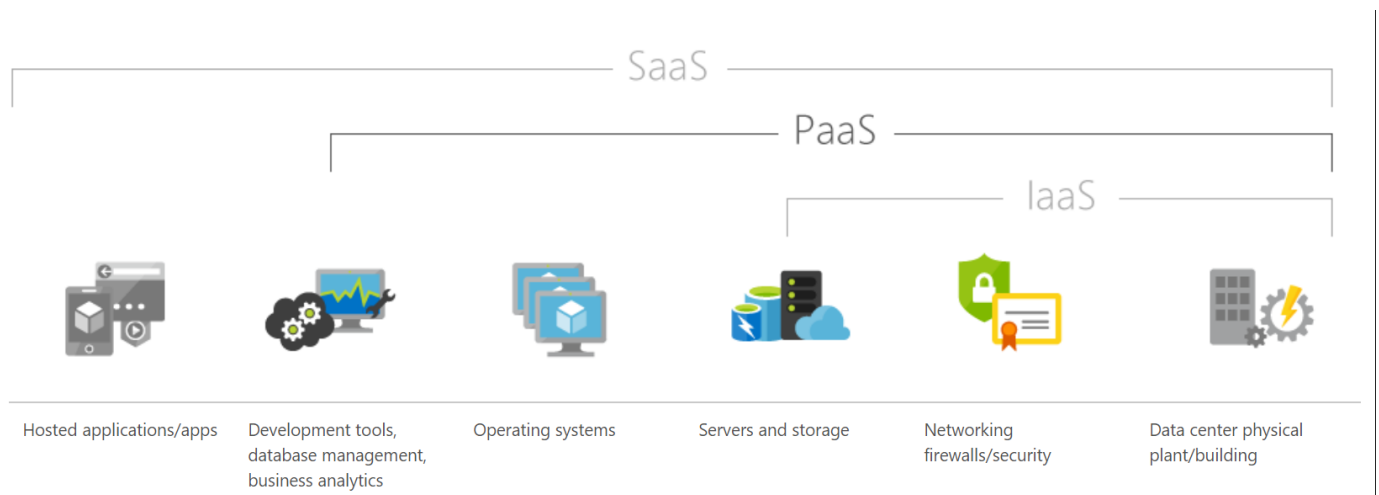 SaaS
PaaS
IaaS
Hosted applications/apps
Development tools,
database management,
business analytics
Operating systems
Servers and storage
Networking
firewalls/security
Data center physical
plant/building